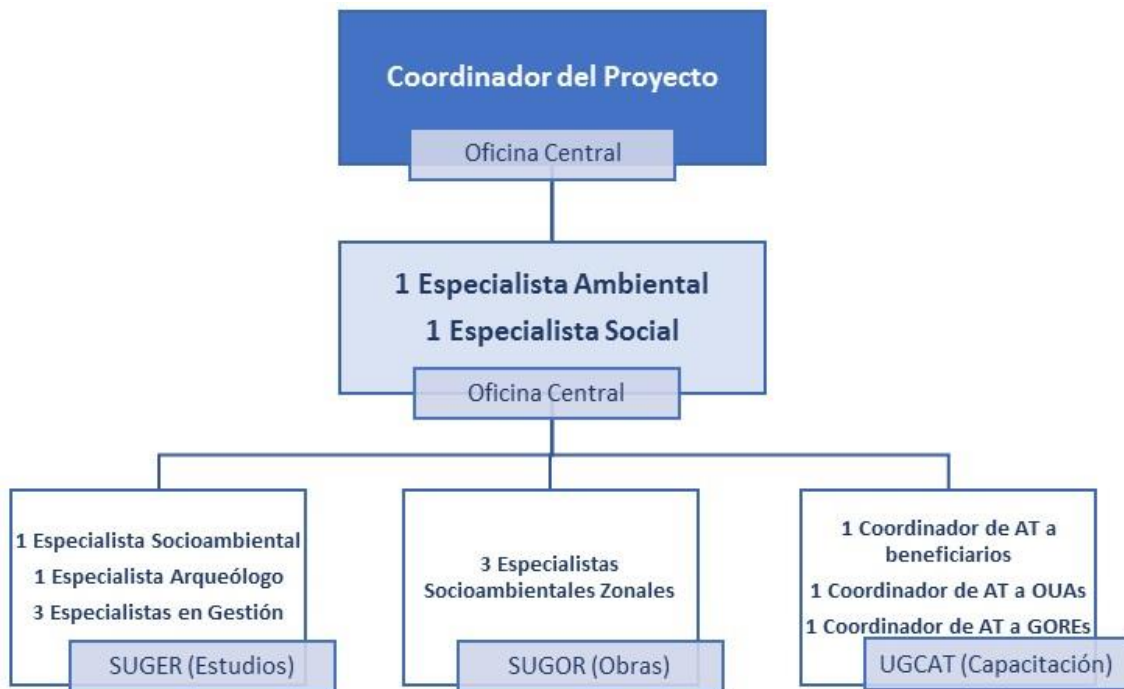 Coordinador del Proyecto
Oficina Central
1 Especialista Ambiental
1 Especialista Social
Oficina Central
1 Especialista Socioambiental
1 Especialista Arqueólogo
3 Especialistas en Gestión
SUGER (Estudios)
3 Especialistas
Socioambientales Zonales
SUGOR (Obras)
1 Coordinador de AT a
beneficiarios
1 Coordinador de AT a OUAs
1 Coordinador de AT a GOREs
UGCAT (Capacitación)